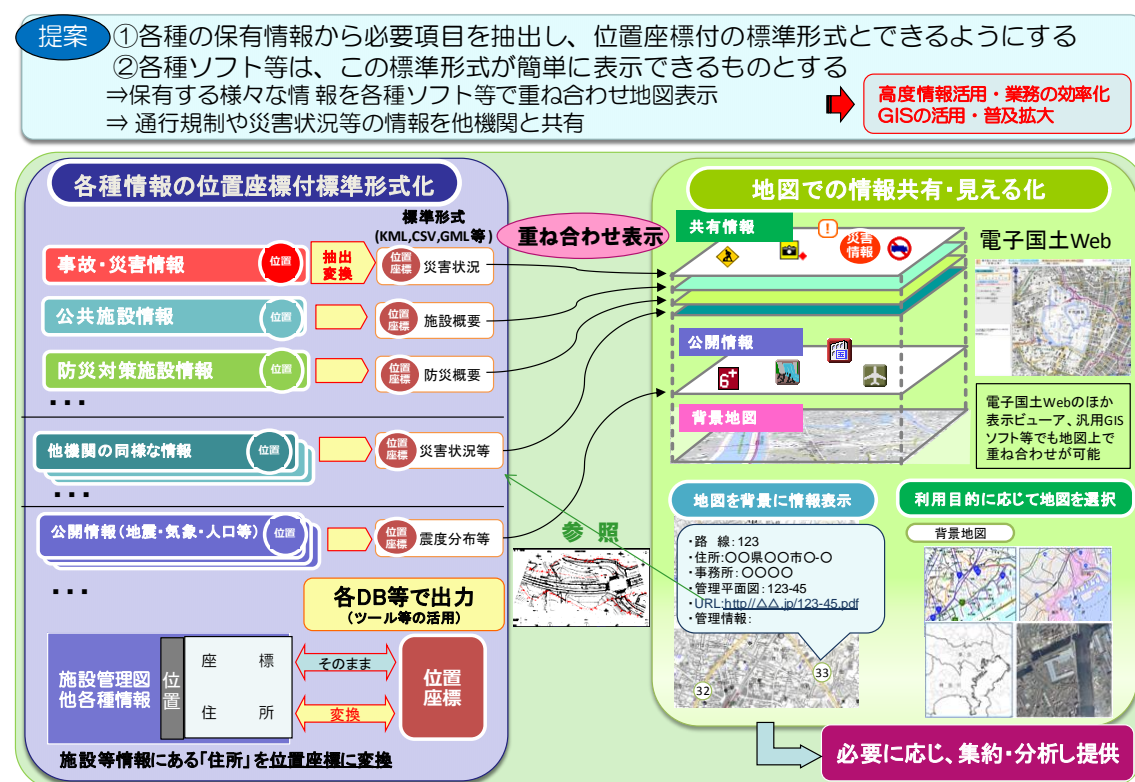 提案
①各種の保有情報から必要項目を抽出し、位置座標付の標準形式とできるようにする
②各種ソフト等は、この標準形式が簡単に表示できるものとする
⇒保有する様々な情 報を各種ソフト等で重ね合わせ地図表示
⇒ 通行規制や災害状況等の情報を他機関と共有
高度情報活用・業務の効率化
GISの活用・普及拡大
各種情報の位置座標付標準形式化
標準形式
(KML,CSV,GML等)
事故・災害情報
位置
抽出
変換
位置
座標
災害状況
公共施設情報
位置
位置
座標
施設概要
防災対策施設情報
位置
位置
座標
防災概要
・・・
他機関の同様な情報
位置
位置
座標
災害状況等
・・・
公開情報(地震・気象・人口等)
位置
位置
座標
震度分布等
・・・
各DB等で出力
(ツール等の活用)
施設管理図
他各種情報
位
置
座 標
住 所
そのまま
変換
位置
座標
施設等情報にある「住所」を位置座標に変換
重ね合わせ表示
参 照
地図での情報共有・見える化
共有情報
!
災害
情報
公開情報
6+
ダム
背景地図
電子国土Web
電子国土Webのほか
表示ビューア、汎用GIS
ソフト等でも地図上で
重ね合わせが可能
地図を背景に情報表示
・路 線:123
・住所:〇〇県〇〇市〇-〇
・事務所:〇〇〇〇
・管理平面図:123-45
・URL:http//△△.jp/123-45.pdf
・管理情報:
32
33
利用目的に応じて地図を選択
背景地図
必要に応じ、集約・分析し提供